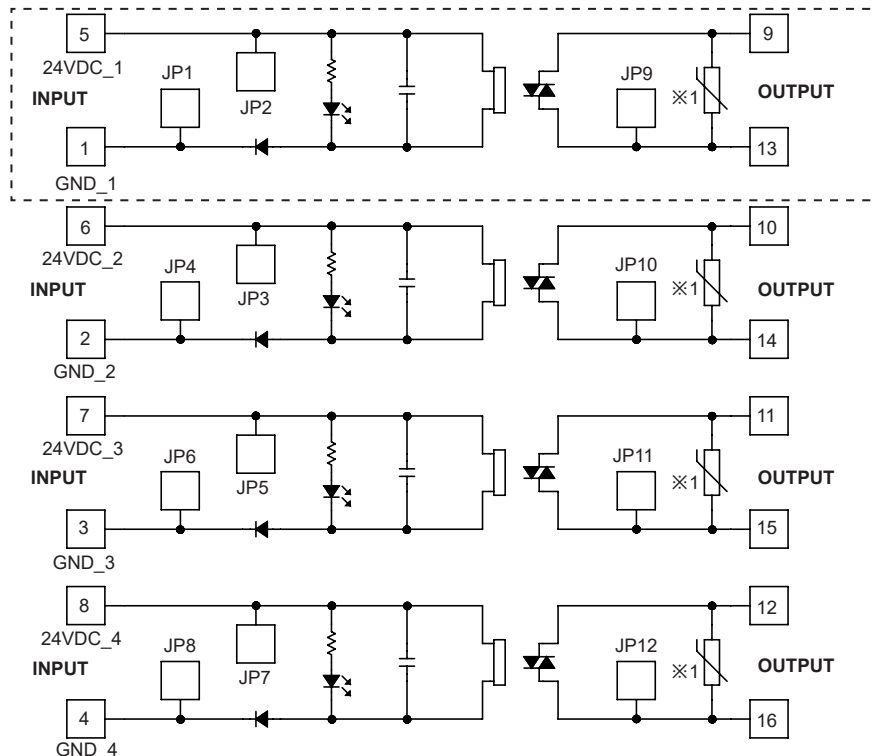 5 9
24VDC_1 JP1 JP9
INPUT JP2 ※1 OUTPUT
1 13
GND_1
6 10
24VDC_2 JP4 JP10
INPUT JP3 ※1 OUTPUT
2 14
GND_2
7 11
24VDC_3 JP6 JP11
INPUT JP5 ※1 OUTPUT
3 15
GND_3
8 12
24VDC_4 JP8 JP12
INPUT JP7 ※1 OUTPUT
4 16
GND_4